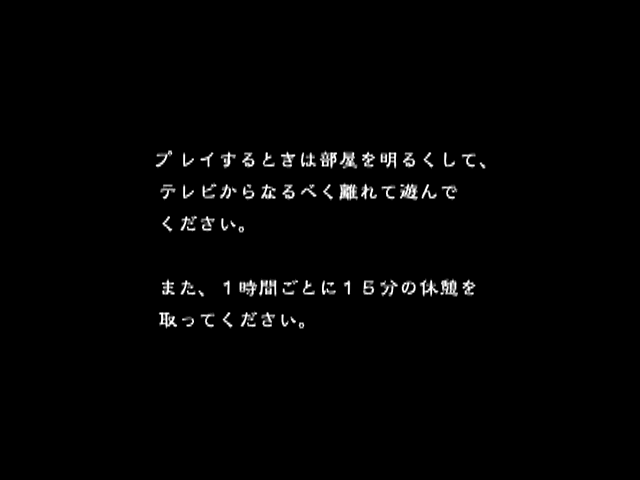 プレイするときは部屋を明るくして、
テレビからなるべく離れて遊んで
ください。
また、１時間ごとに１５分の休憩を
取ってください。